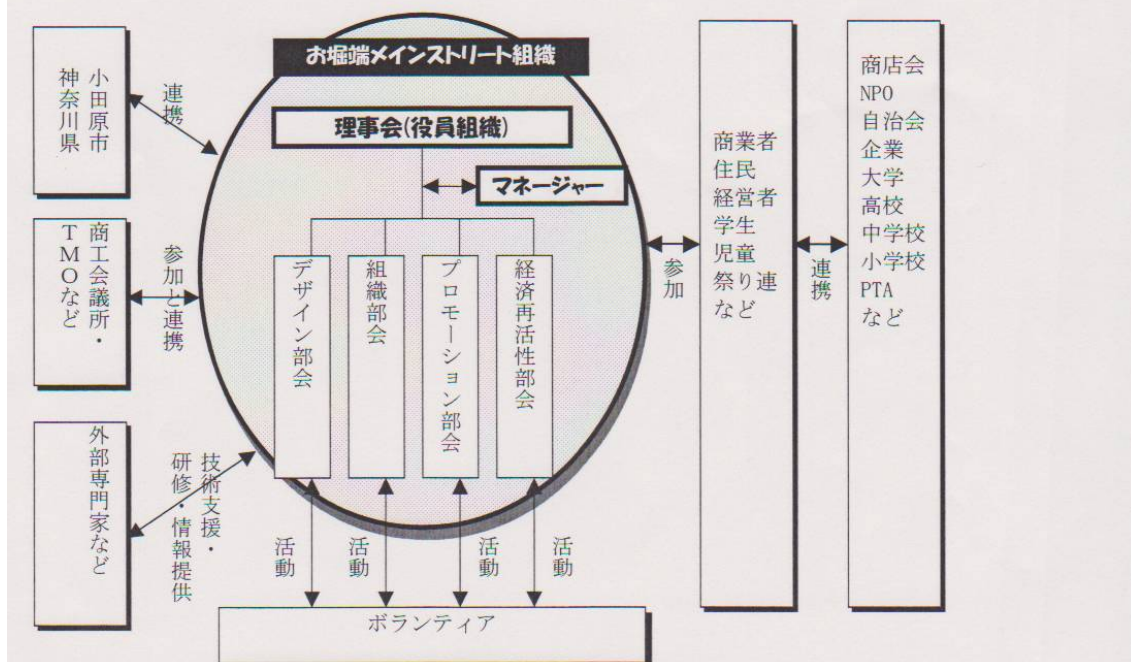 お堀端メインストリート組織
理事会(役員組織)
マネージャー
デザイン部会
組織部会
プロモーション部会
経済再活性部会
小田原市
神奈川県
連携
商工会議所・
TMOなど
参加と連携
外部専門家など
技術支援・
研修・情報提供
活動
活動
活動
活動
ボランティア
参加
商業者
住民
経営者
学生
児童
祭り連
など
連携
商店会
NPO
自治会
企業
大学
高校
中学校
小学校
PTA
など